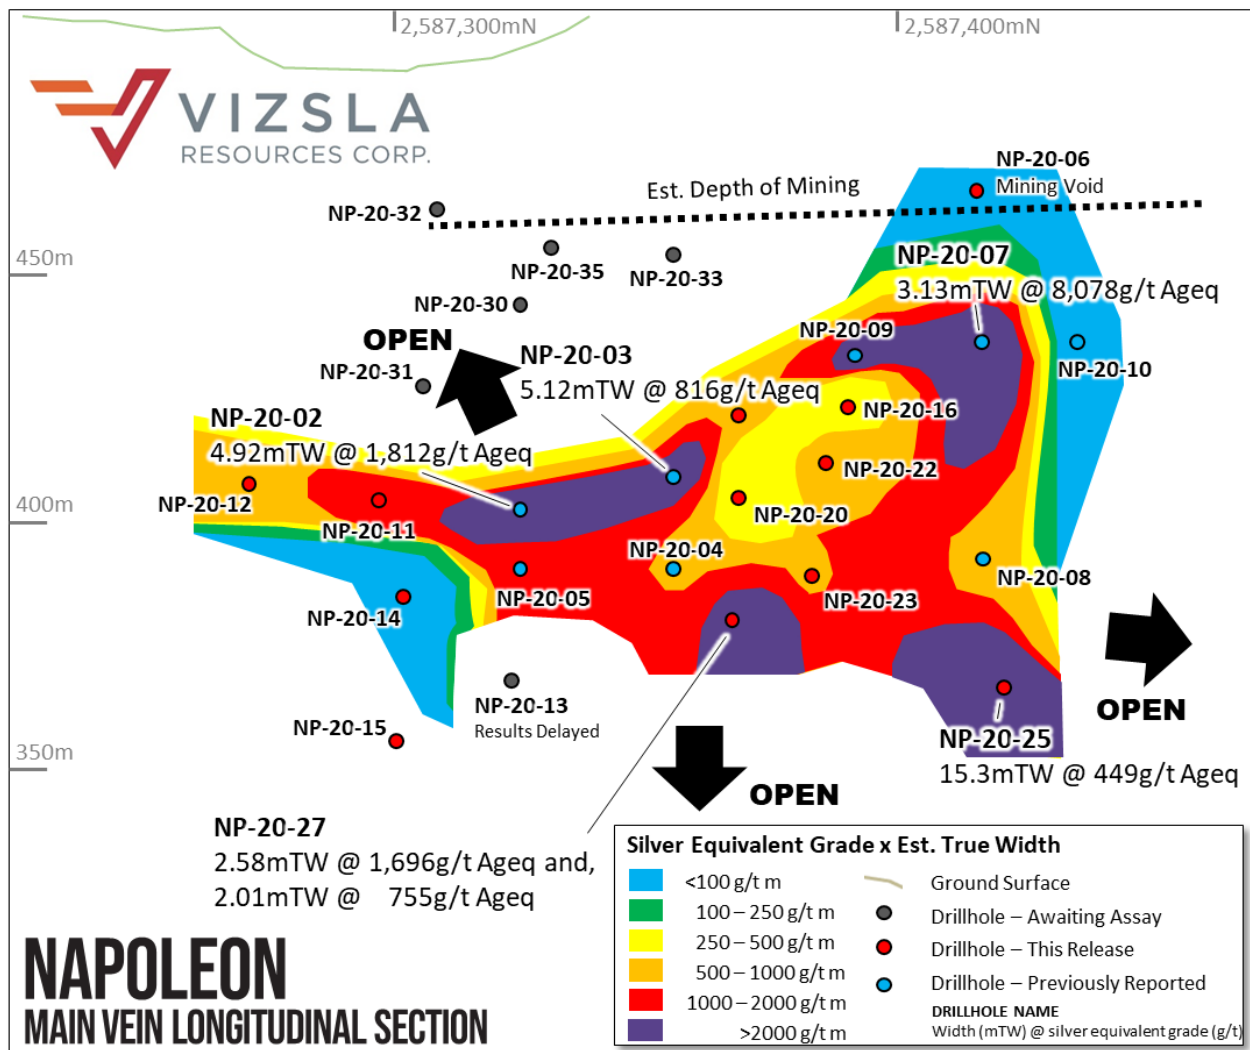 2,587,300mN
2,587,400mN
VIZSLA
RESOURCES CORP.
NP-20-06
Mining Void
Est. Depth of Mining
NP-20-32
450m
NP-20-35
NP-20-33
NP-20-07
3.13mTW @ 8,078g/t Ageq
NP-20-30
OPEN
NP-20-09
NP-20-03
5.12mTW @ 816g/t Ageq
NP-20-10
NP-20-31
NP-20-02
4.92mTW @ 1,812g/t Ageq
NP-20-16
NP-20-22
NP-20-12
400m
NP-20-11
NP-20-20
NP-20-04
NP-20-05
NP-20-23
NP-20-08
NP-20-14
NP-20-13
Results Delayed
NP-20-15
OPEN
350m
NP-20-25
15.3mTW @ 449g/t Ageq
OPEN
NP-20-27
2.58mTW @ 1,696g/t Ageq and,
2.01mTW @ 755g/t Ageq
Silver Equivalent Grade x Est. True Width
<100 g/t m
100 – 250 g/t m
250 – 500 g/t m
500 – 1000 g/t m
1000 – 2000 g/t m
>2000 g/t m
Ground Surface
Drillhole – Awaiting Assay
Drillhole – This Release
Drillhole – Previously Reported
DRILLHOLE NAME
Width (mTW) @ silver equivalent grade (g/t)
NAPOLEON
MAIN VEIN LONGITUDINAL SECTION